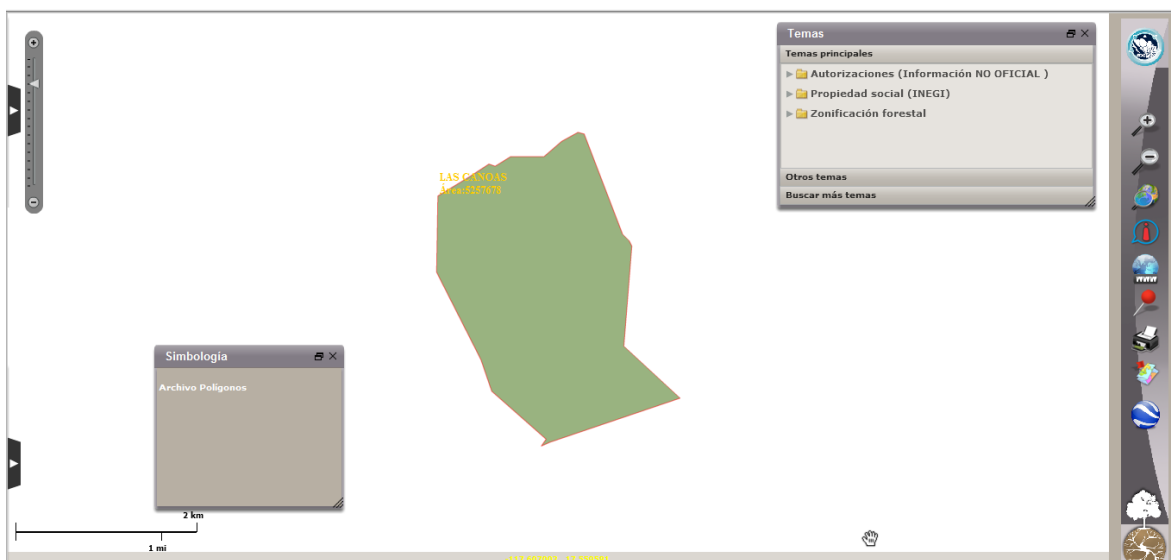 Temas
Temas principales
Autorizaciones (Información NO OFICIAL )
Propiedad social (INEGI)
Zonificación forestal
Otros temas
Buscar más temas
LAS CANOAS
Área:5257678
Simbología
Archivo Polígonos
2 km
1 mi